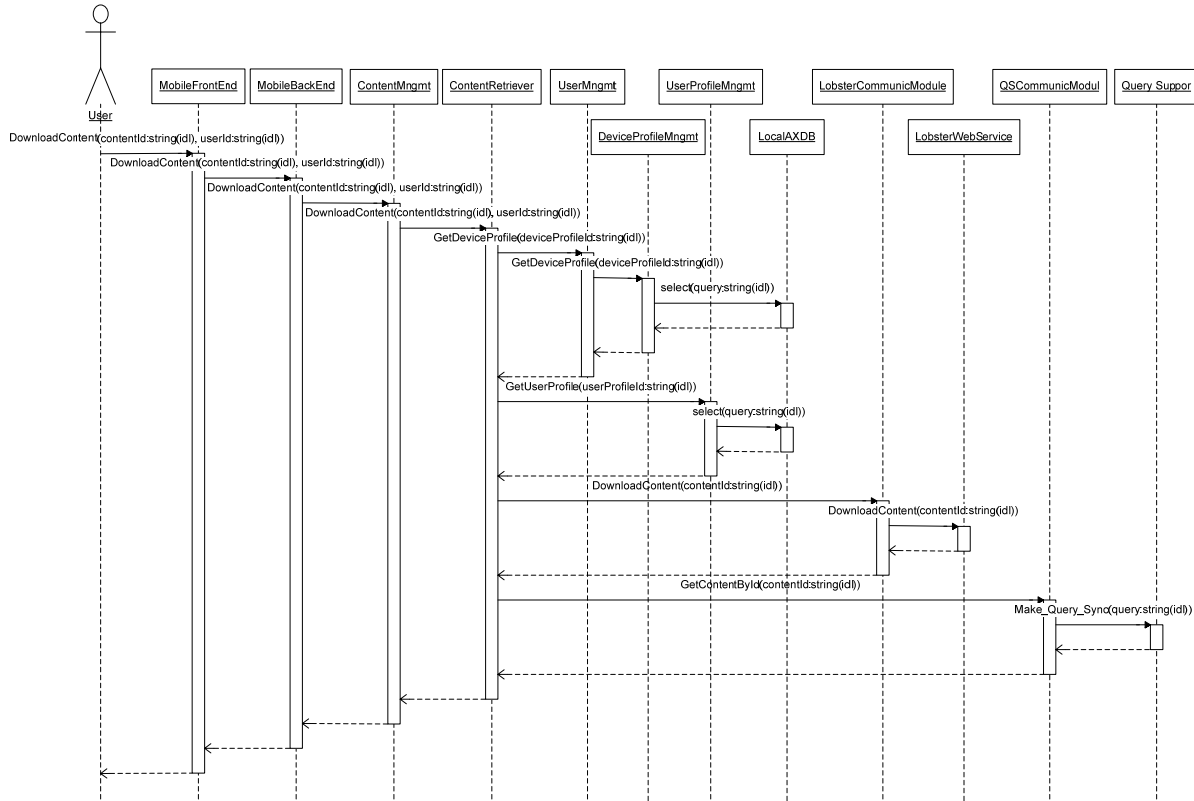 MobileFrontEnd
MobileBackEnd
ContentMngmt
ContentRetriever
UserMngmt
UserProfileMngmt
LobsterCommunicModule
QSCommunicModul
Query Suppor
User
DeviceProfileMngmt
LocalAXDB
LobsterWebService
DownloadContent(contentId:string(idl), userId:string(idl))
DownloadContent(contentId:string(idl), userId:string(idl))
DownloadContent(contentId:string(idl), userId:string(idl))
DownloadContent(contentId:string(idl), userId:string(idl))
GetDeviceProfile(deviceProfileId:string(idl))
GetDeviceProfile(deviceProfileId:string(idl))
select(query:string(idl))
GetUserProfile(userProfileId:string(idl))
select(query:string(idl))
DownloadContent(contentId:string(idl))
DownloadContent(contentId:string(idl))
GetContentById(contentId:string(idl))
Make_Query_Sync(query:string(idl))